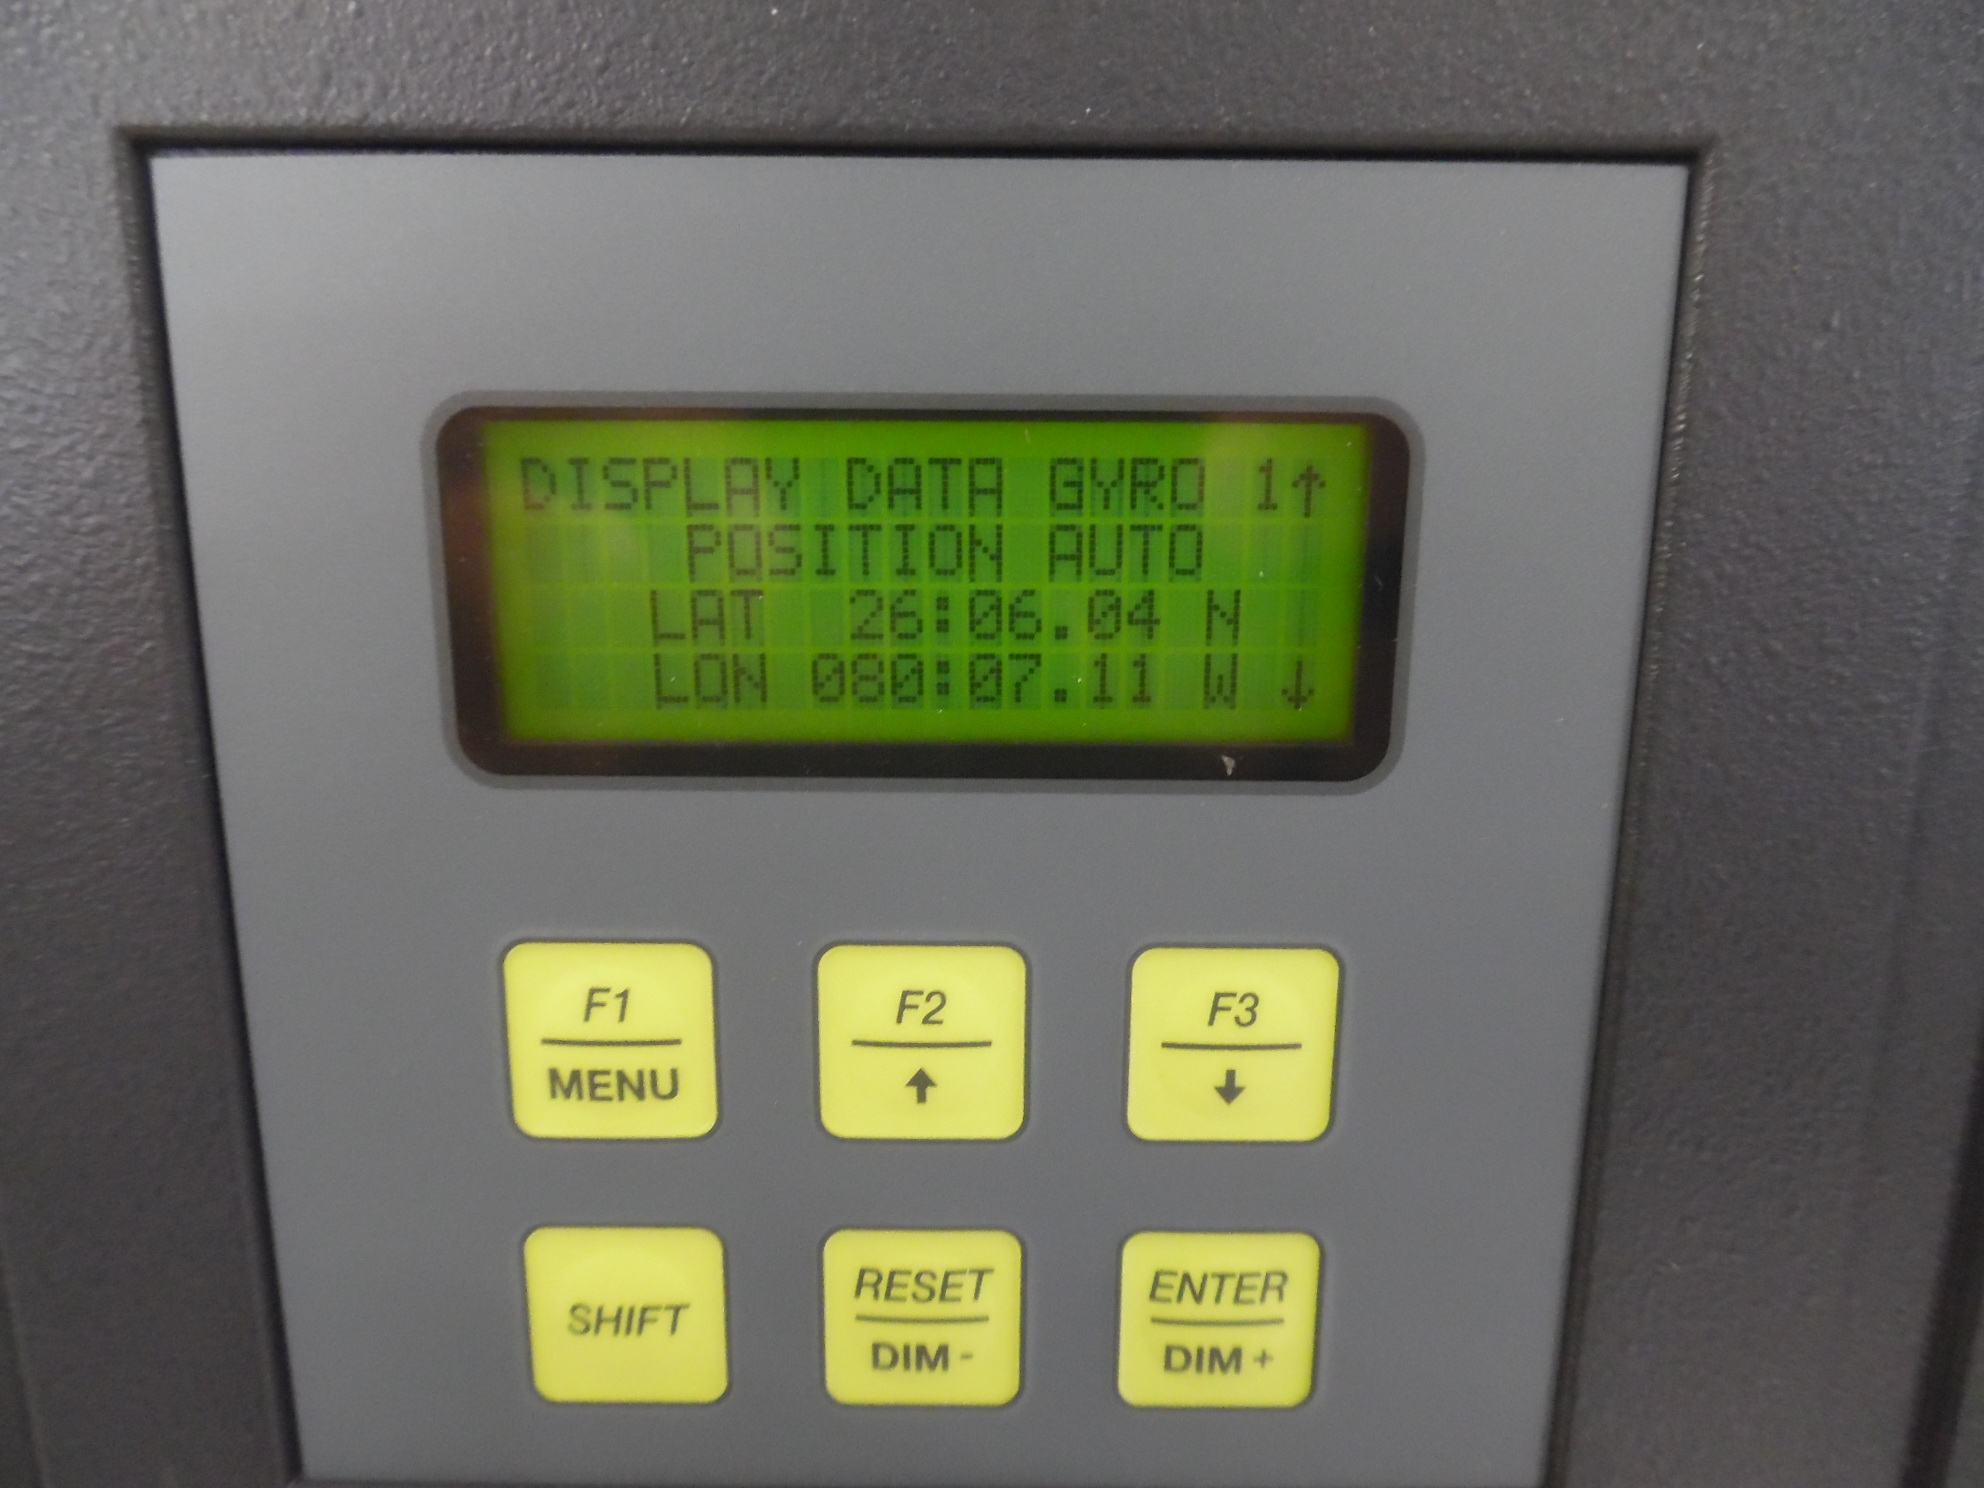 DISPLAY DATA GYRO 1↑
POSITION AUTO
LAT 26:06.04 N
LON 080:07.11 W ↓
F1
MENU
F2
↑
F3
↓
SHIFT
RESET
DIM -
ENTER
DIM +